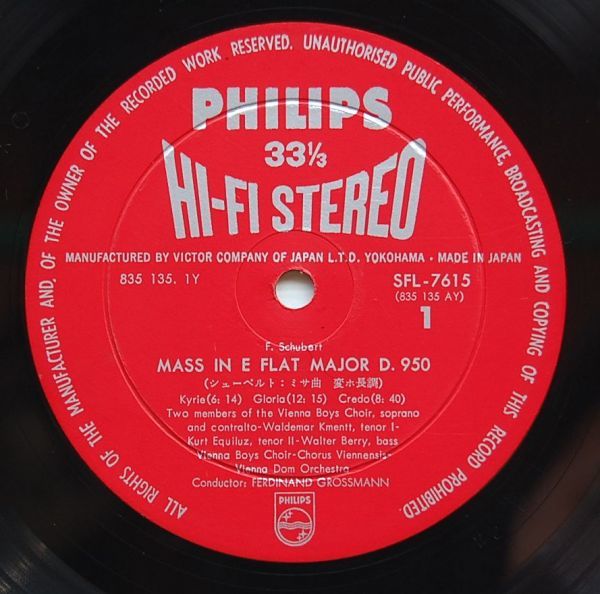 ALL RIGHTS OF THE MANUFACTURER AND, OF THE OWNER OF THE RECORDED WORK RESERVED. UNAUTHORISED PUBLIC PERFORMANCE, BROADCASTING AND COPYING OF THIS RECORD PROHIBITED.
PHILIPS
33⅓
HI-FI STEREO
MANUFACTURED BY VICTOR COMPANY OF JAPAN L.T.D. YOKOHAMA • MADE IN JAPAN
835 135. 1Y
SFL-7615
(835 135 AY)
1
F. Schubert
MASS IN E FLAT MAJOR D. 950
(シューベルト：ミサ曲 変ホ長調)
Kyrie(6: 14) Gloria(12: 15) Credo(8: 40)
Two members of the Vienna Boys Choir, soprano
and contralto-Waldemar Kmentt, tenor I-
Kurt Equiluz, tenor II-Walter Berry, bass
Vienna Boys Choir-Chorus Viennensis-
Vienna Dom Orchestra
Conductor: FERDINAND GROSSMANN
PHILIPS